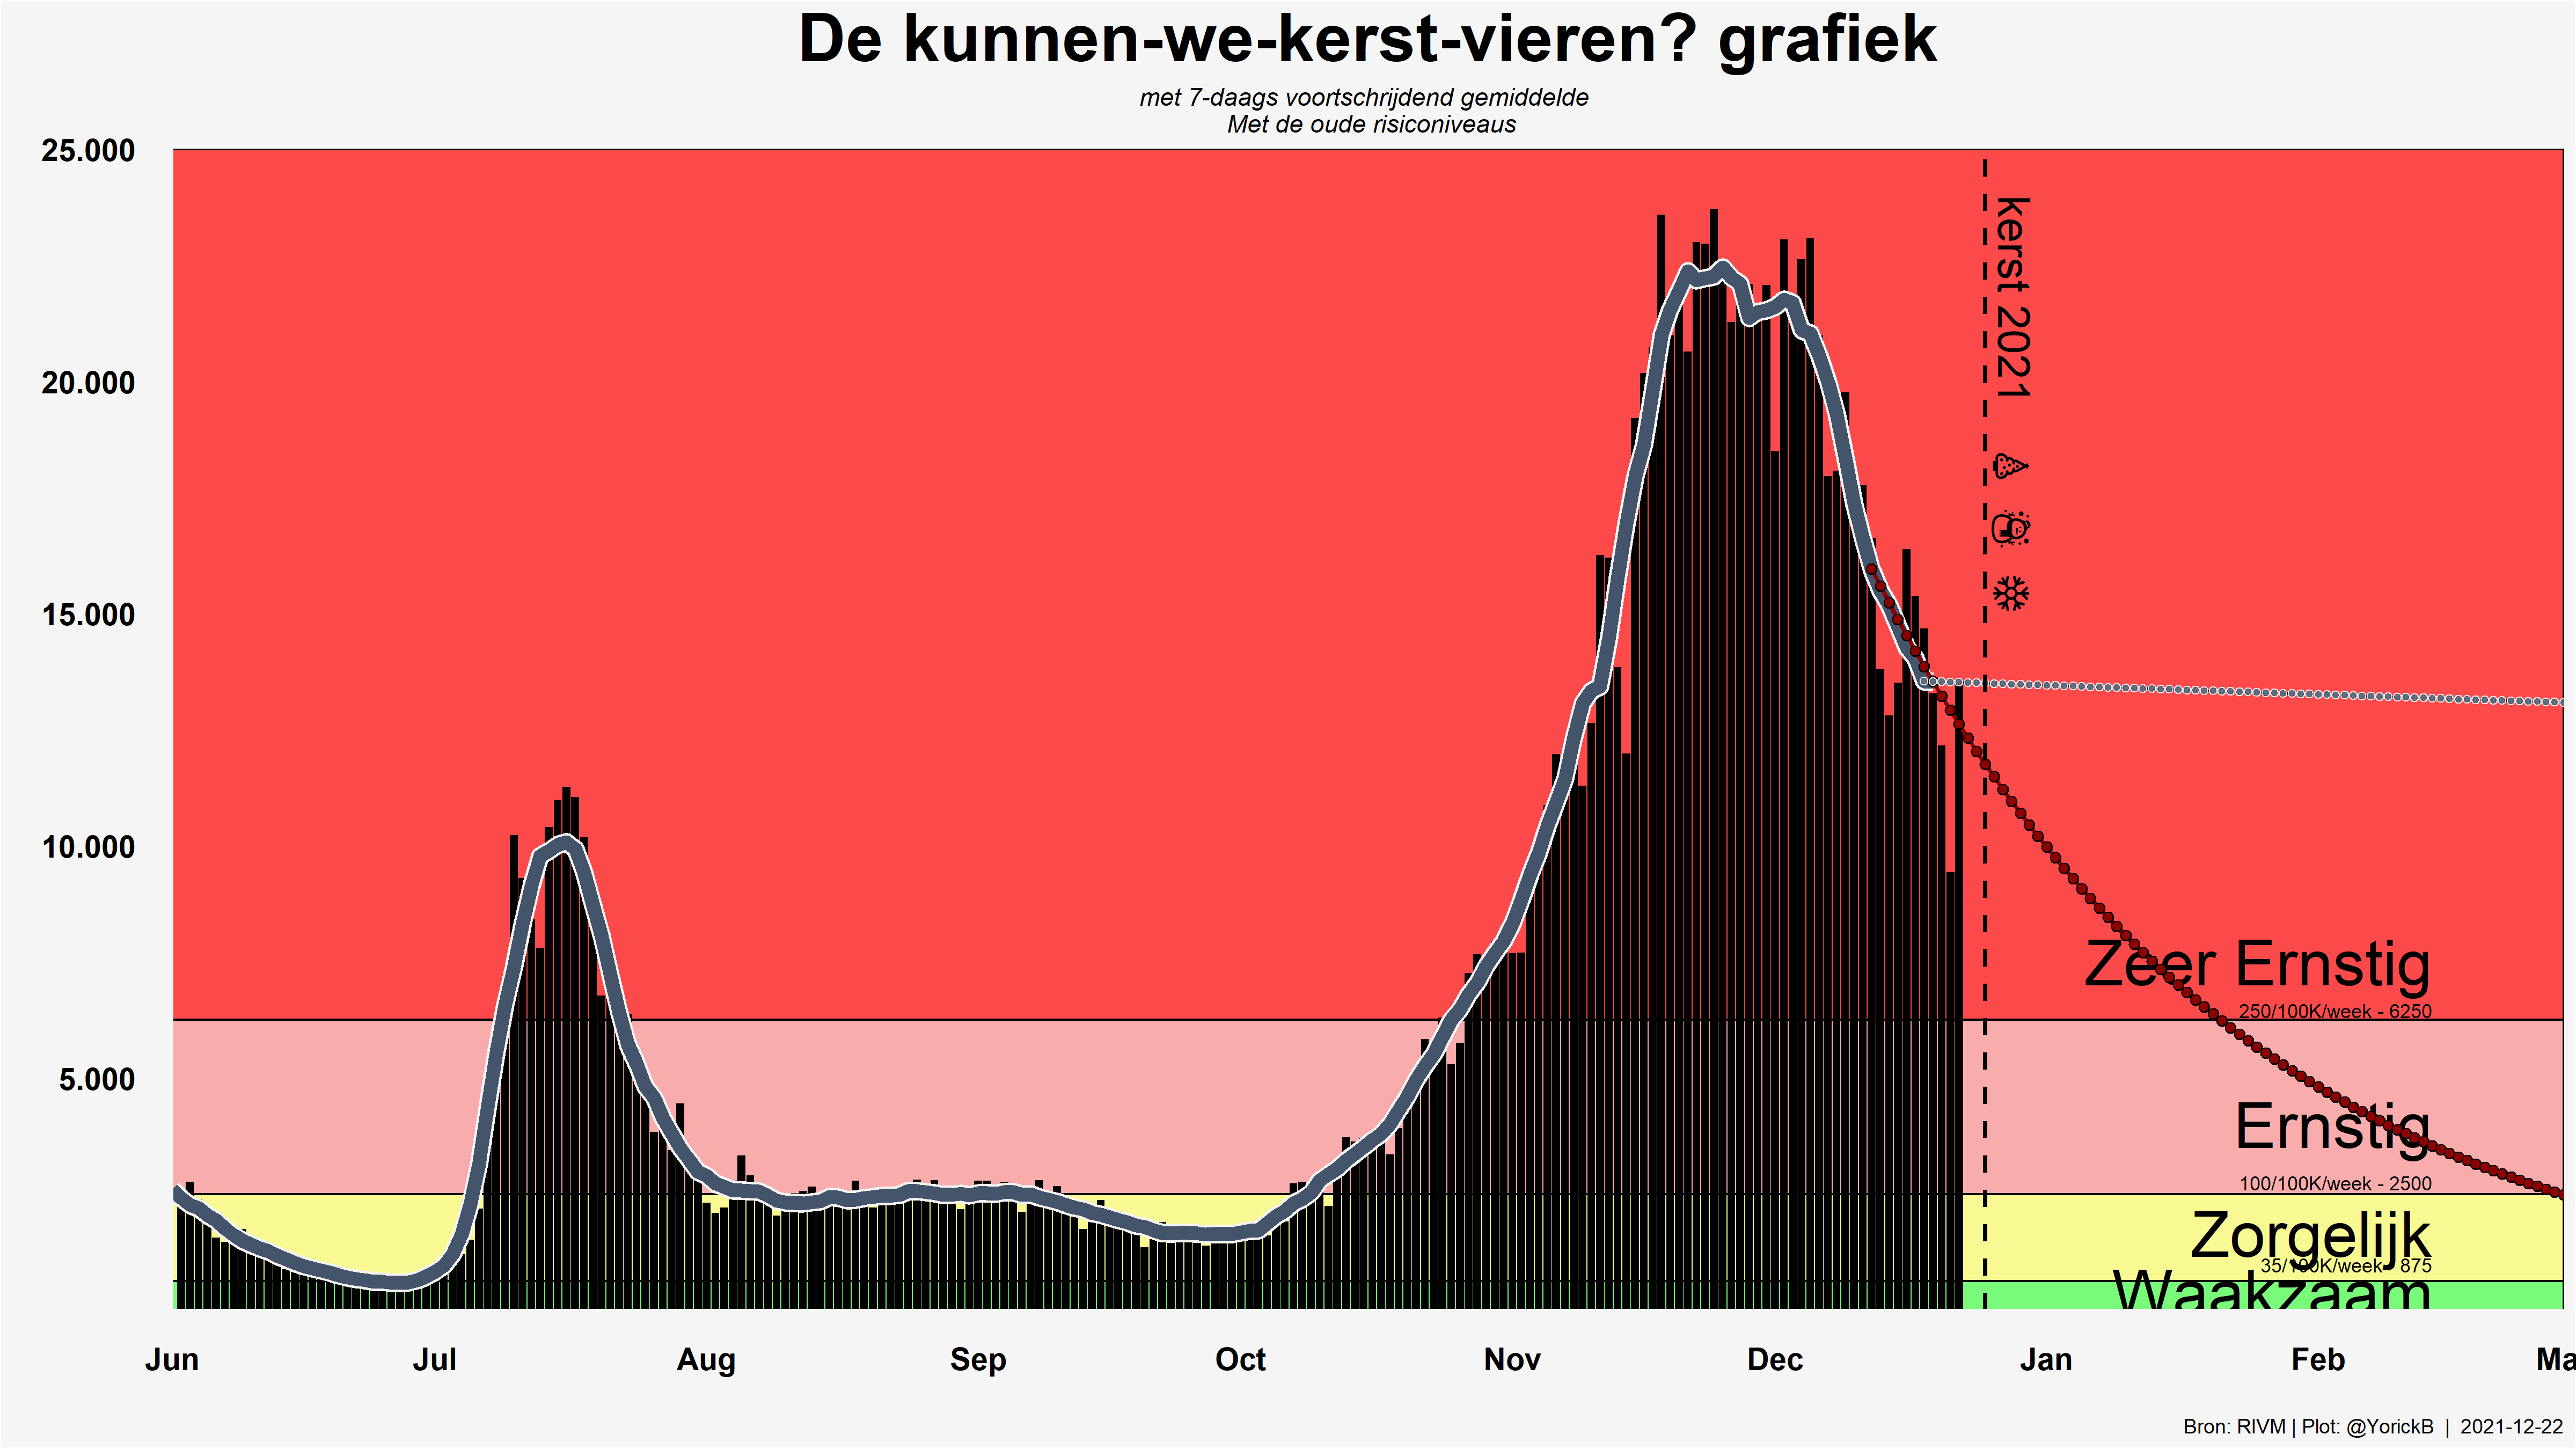 De kunnen-we-kerst-vieren? grafiek
met 7-daags voortschrijdend gemiddelde
Met de oude risiconiveaus
25.000
20.000
15.000
10.000
5.000
kerst 2021
Zeer Ernstig
250/100K/week - 6250
Ernstig
100/100K/week - 2500
Zorgelijk
35/100K/week - 875
Waakzaam
Jun Jul Aug Sep Oct Nov Dec Jan Feb Ma
Bron: RIVM | Plot: @YorickB | 2021-12-22